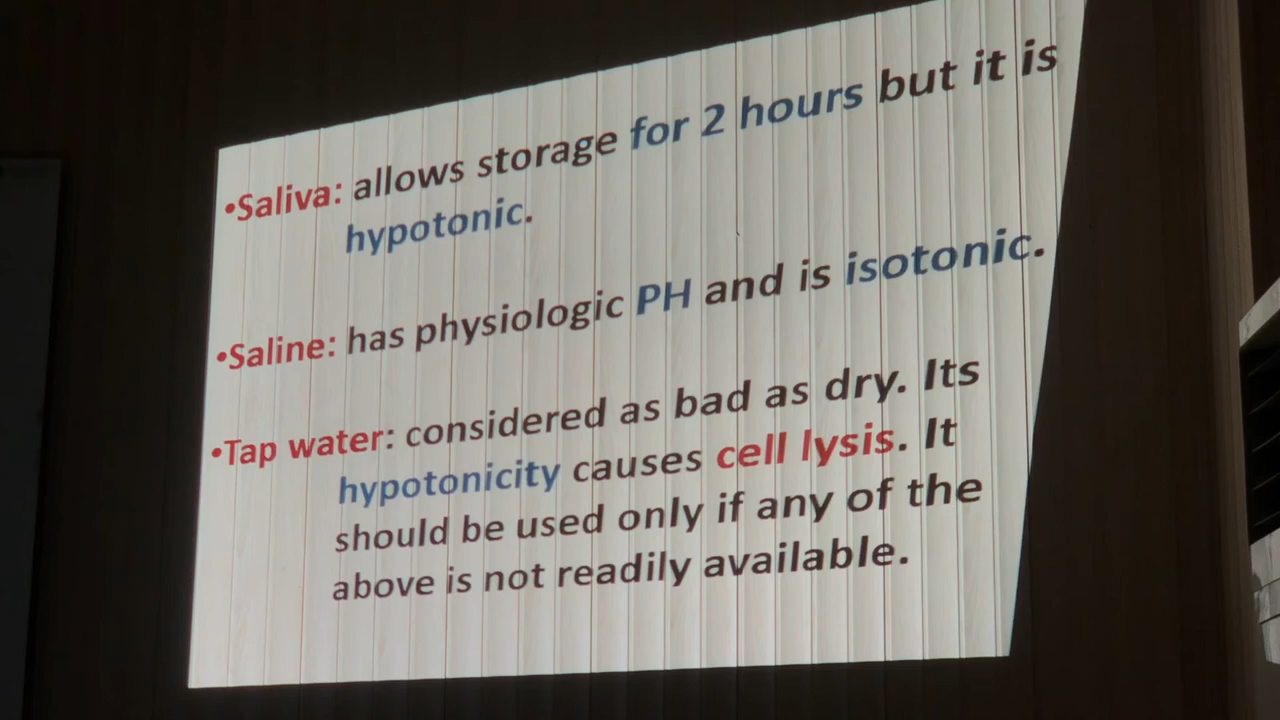 •Saliva: allows storage for 2 hours but it is
hypotonic.
•Saline: has physiologic PH and is isotonic.
•Tap water: considered as bad as dry. Its
hypotonicity causes cell lysis. It
should be used only if any of the
above is not readily available.